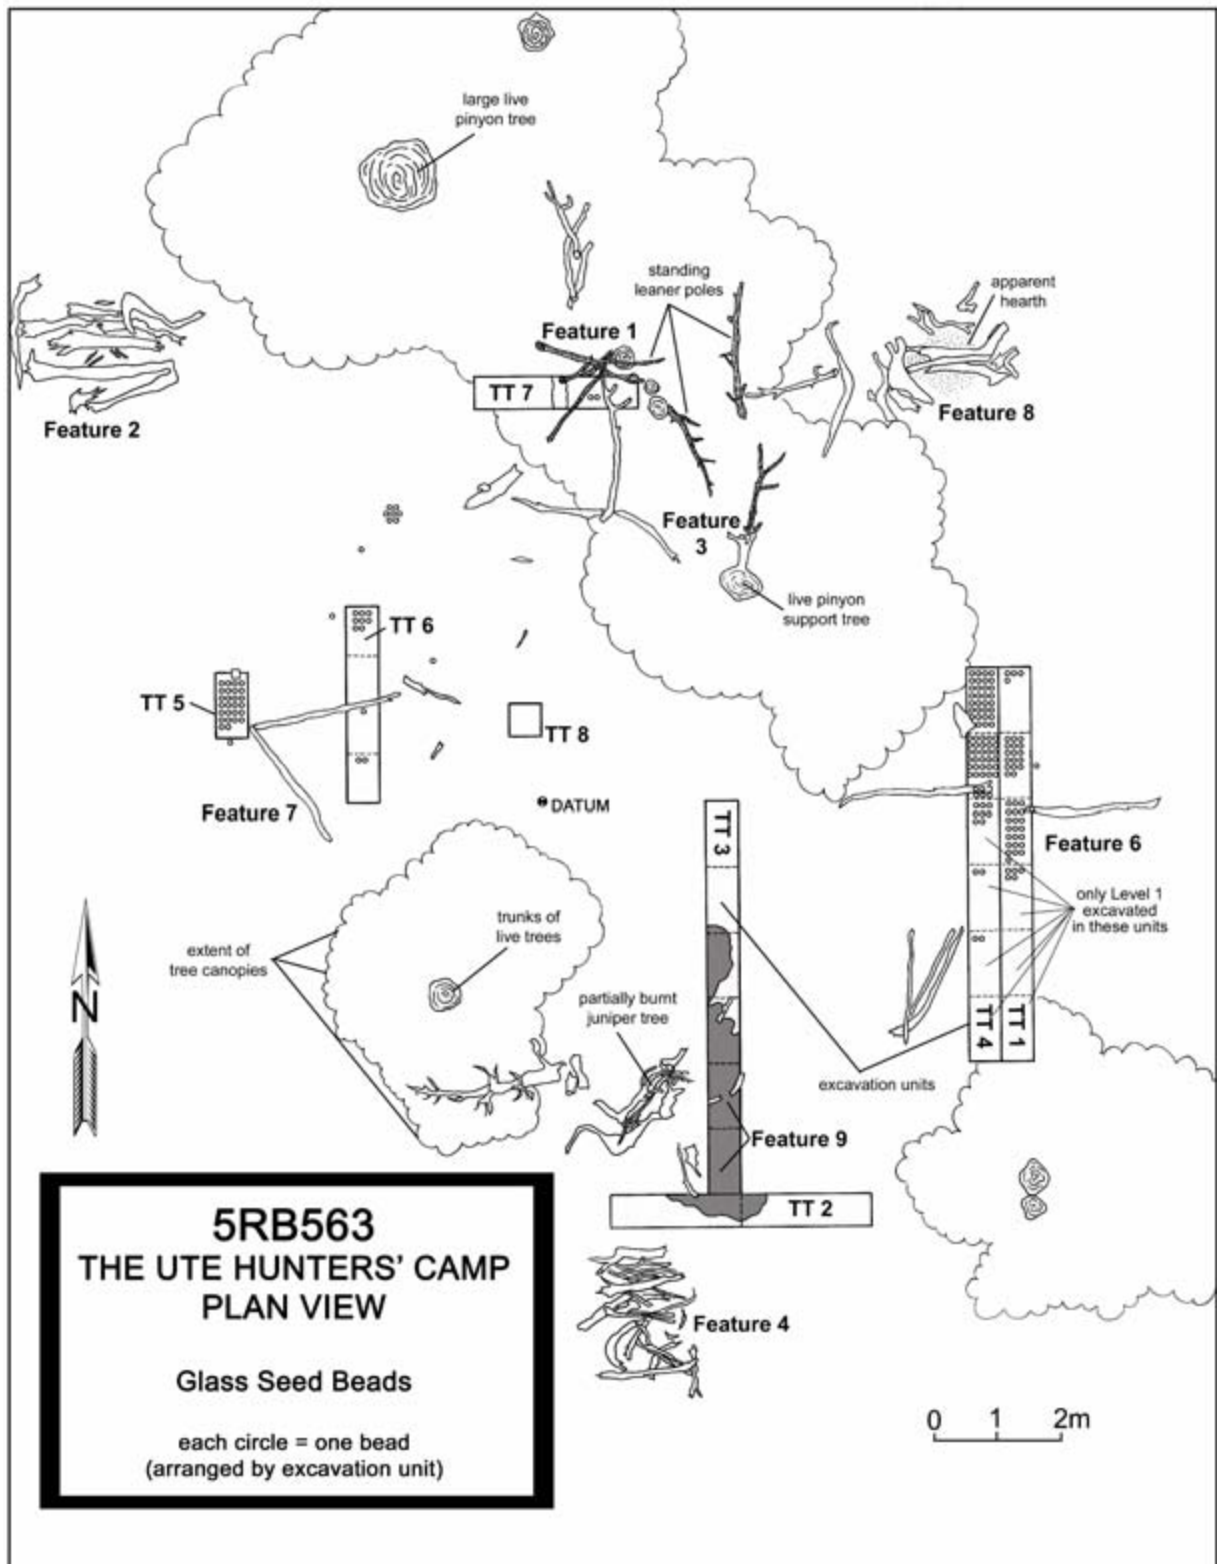 large live
pinyon tree
standing
leaner poles
apparent
hearth
Feature 1
TT 7
Feature 8
Feature 2
Feature
3
live pinyon
support tree
TT 6
TT 5
TT 8
Feature 7
DATUM
TT 3
Feature 6
only Level 1
excavated
in these units
trunks of
live trees
extent of
tree canopies
N
partially burnt
juniper tree
TT 4
TT 1
excavation units
Feature 9
TT 2
Feature 4
5RB563
THE UTE HUNTERS' CAMP
PLAN VIEW
Glass Seed Beads
each circle = one bead
(arranged by excavation unit)
0 1 2m